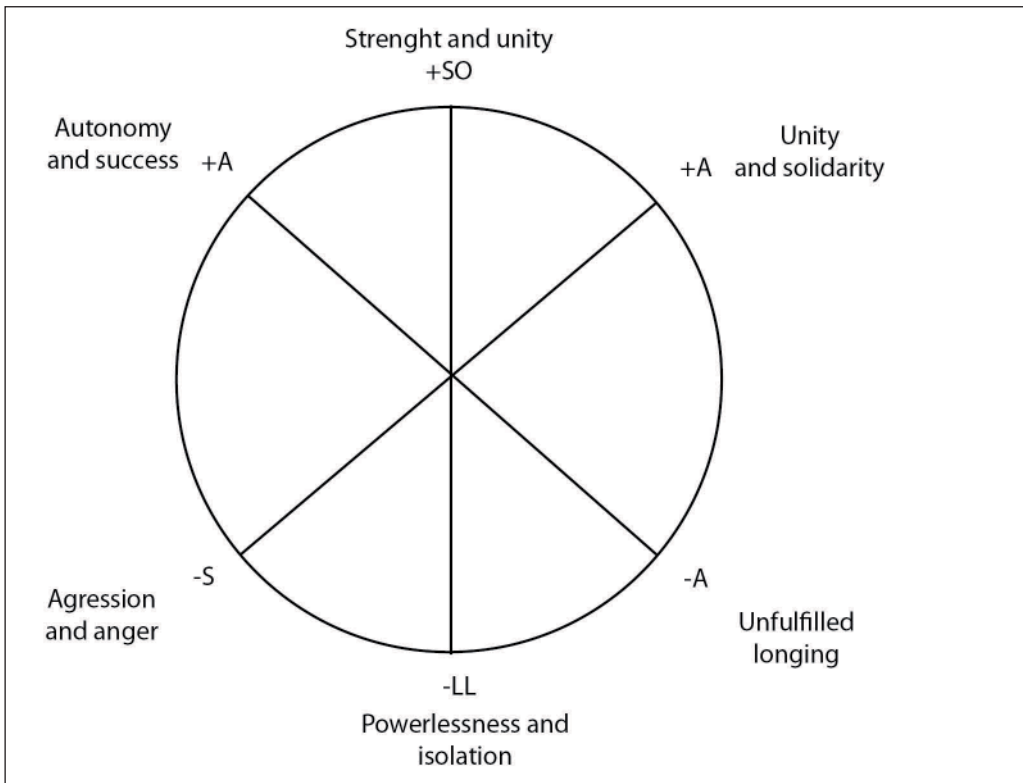 Strenght and unity
+SO
Autonomy
and success +A
+A Unity
and solidarity
-S
Agression
and anger
-A
Unfulfilled
longing
-LL
Powerlessness and
isolation